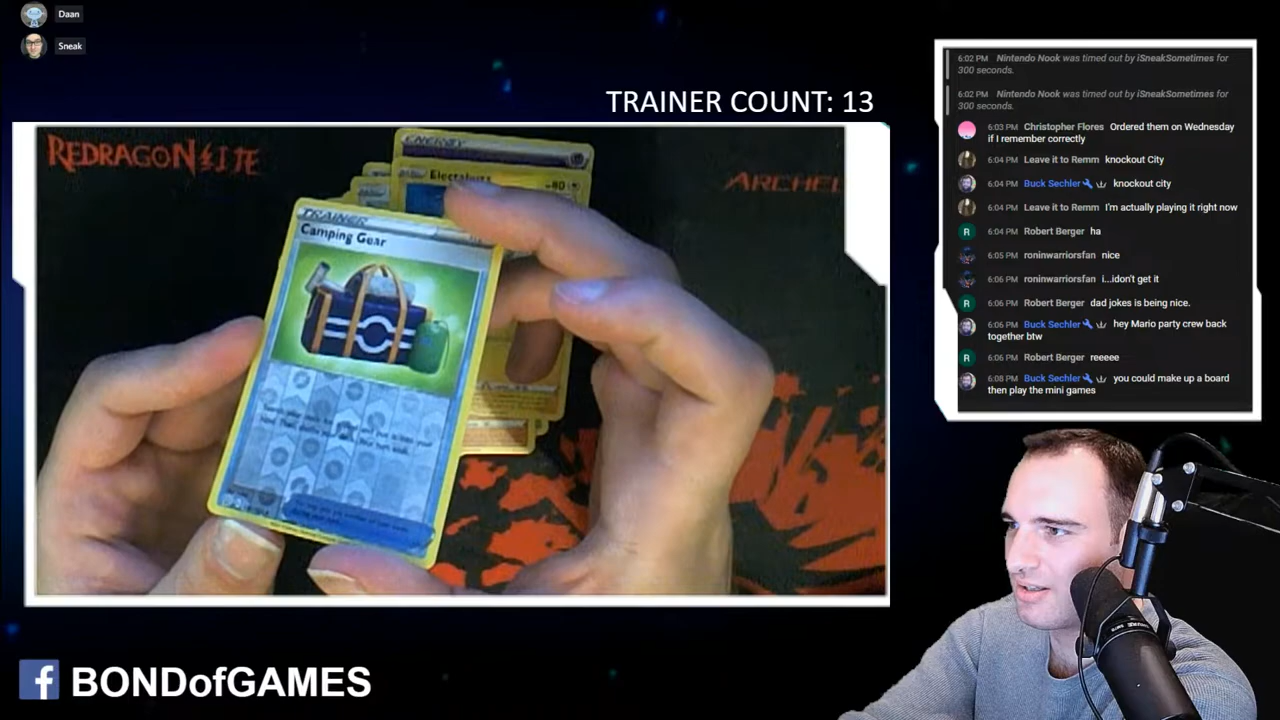 Daan
Sneak
TRAINER COUNT: 13
REDRAGON
ENERGY
Electabuzz
80
TRAINER
Camping Gear
6:02 PM Nintendo Nook was timed out by iSneakSometimes for
300 seconds.
6:02 PM Nintendo Nook was timed out by iSneakSometimes for
300 seconds.
6:03 PM Christopher Flores Ordered them on Wednesday
if I remember correctly
6:04 PM Leave it to Remm knockout City
6:04 PM Buck Sechler knockout city
6:04 PM Leave it to Remm I'm actually playing it right now
R 6:04 PM Robert Berger ha
6:05 PM roninwarriorsfan nice
6:06 PM roninwarriorsfan i...idon't get it
R 6:06 PM Robert Berger dad jokes is being nice.
6:06 PM Buck Sechler hey Mario party crew back
together btw
R 6:06 PM Robert Berger reeeee
6:08 PM Buck Sechler you could make up a board
then play the mini games
f BONDofGAMES